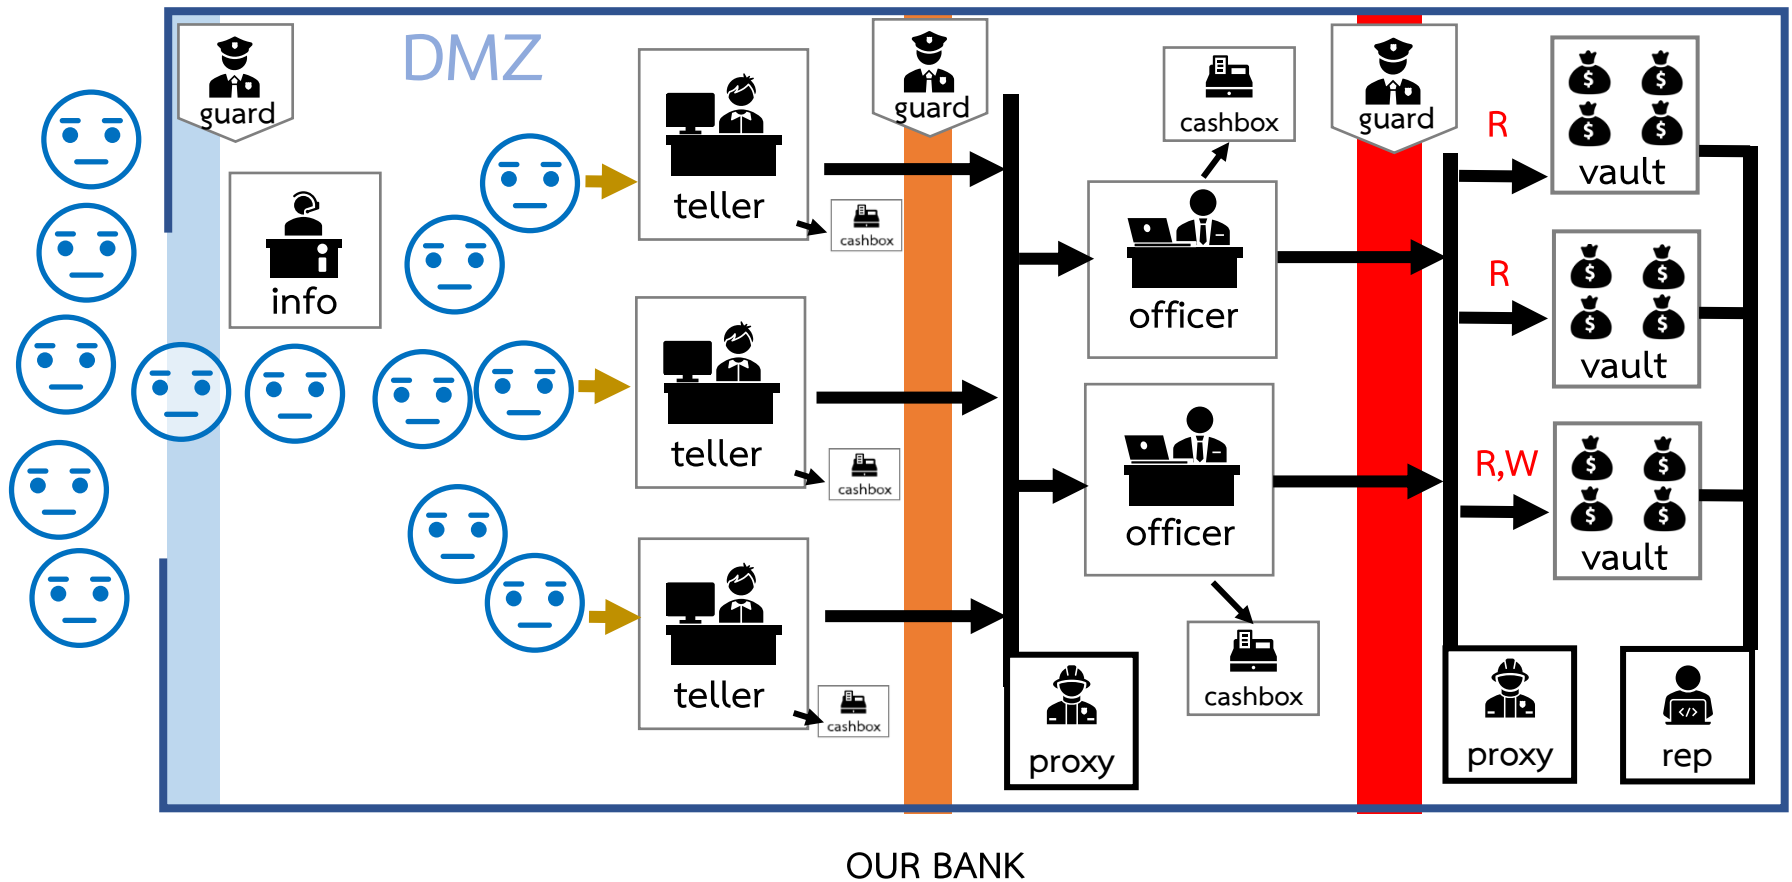 DMZ
guard
guard
guard
info
teller
cashbox
teller
cashbox
teller
cashbox
cashbox
officer
officer
cashbox
proxy
R
vault
R
vault
R,W
vault
proxy
rep
OUR BANK